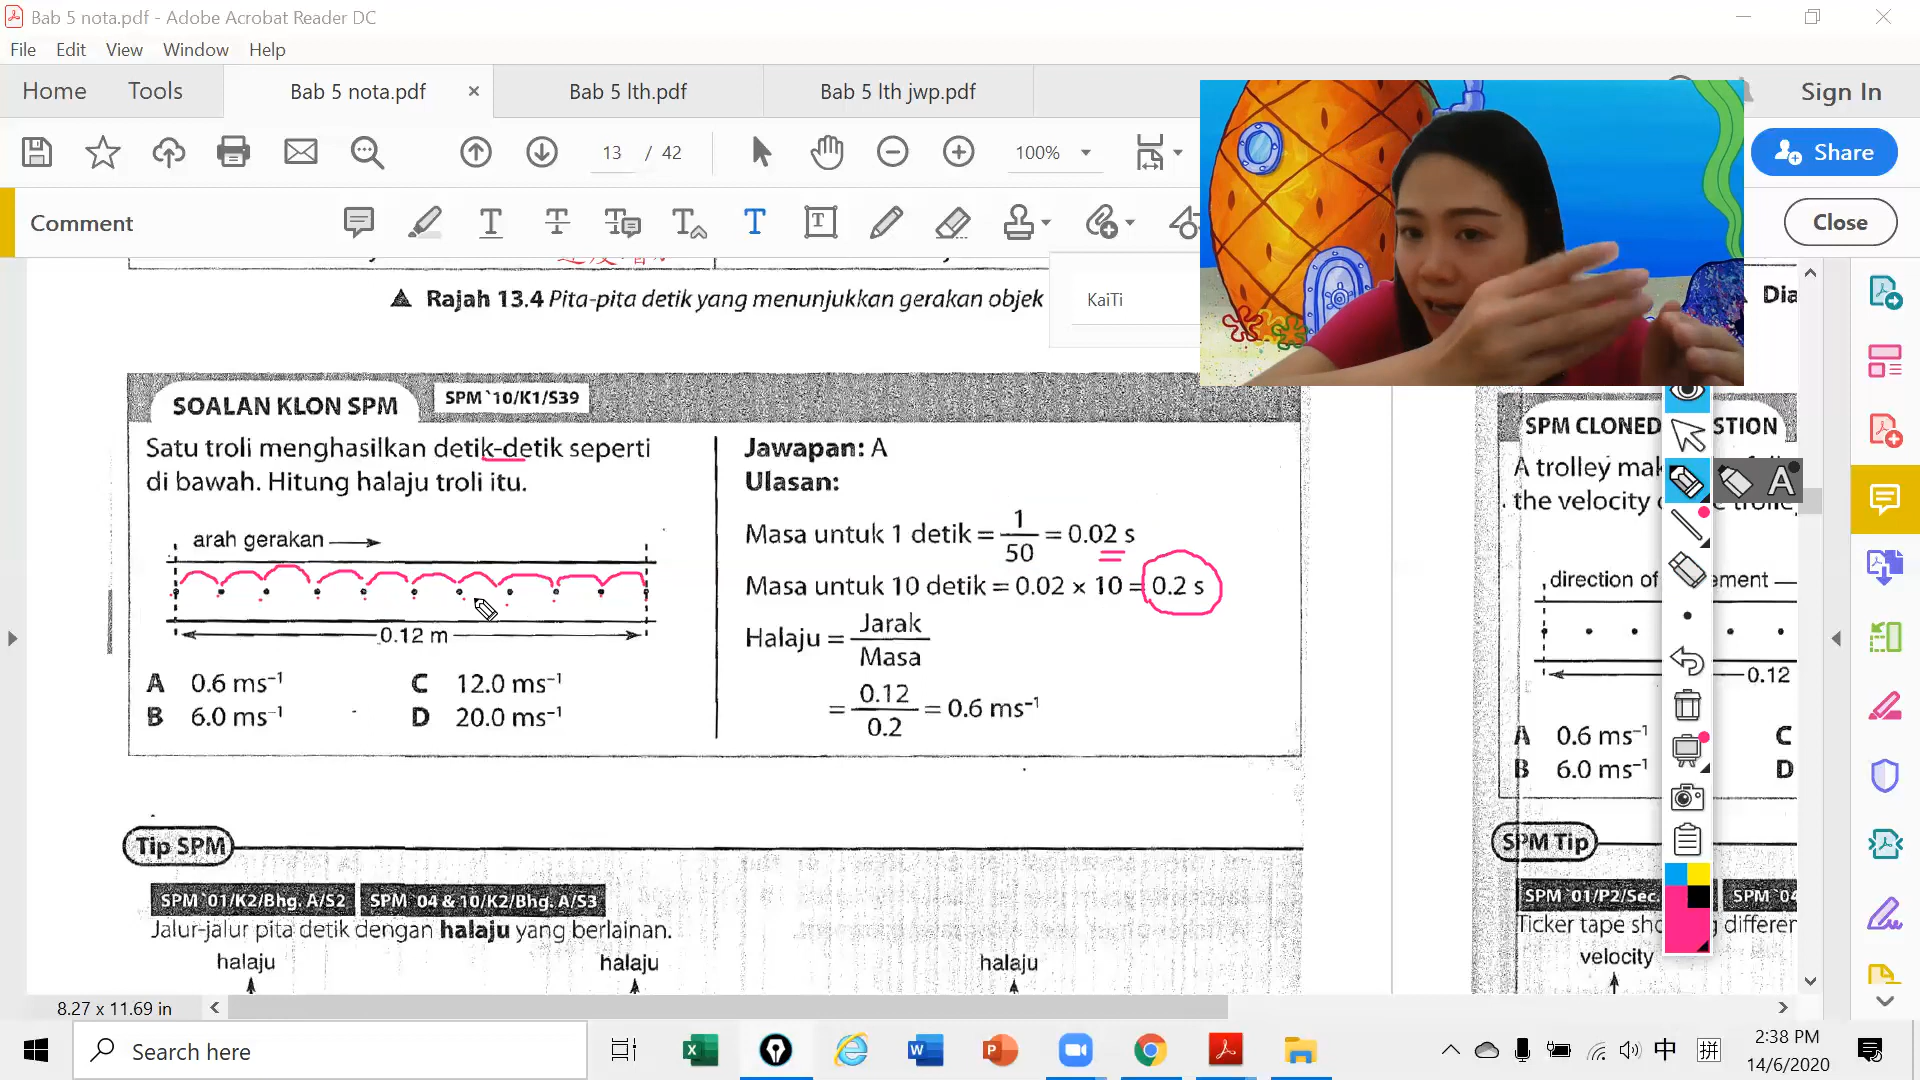 Bab 5 nota.pdf - Adobe Acrobat Reader DC
File Edit View Window Help
Home Tools Bab 5 nota.pdf × Bab 5 lth.pdf Bab 5 lth jwp.pdf Sign In
13 / 42 100% Share
Comment Close
KaiTi
Rajah 13.4 Pita-pita detik yang menunjukkan gerakan objek
Dia
SOALAN KLON SPM SPM `10/K1/S39
Satu troli menghasilkan detik-detik seperti
di bawah. Hitung halaju troli itu.
arah gerakan
0.12 m
A 0.6 ms⁻¹ C 12.0 ms⁻¹
B 6.0 ms⁻¹ D 20.0 ms⁻¹
Jawapan: A
Ulasan:
Masa untuk 1 detik = 1/50 = 0.02 s
Masa untuk 10 detik = 0.02 × 10 = 0.2 s
Halaju = Jarak/Masa
= 0.12/0.2 = 0.6 ms⁻¹
SPM CLONED STION
A trolley mak
the velocity
direction of ement
0.12
A 0.6 ms⁻¹ C
B 6.0 ms⁻¹ D
A
Tip SPM
SPM `01/K2/Bhg. A/S2 SPM `04 & 10/K2/Bhg. A/S3
Jalur-jalur pita detik dengan halaju yang berlainan.
halaju halaju halaju
SPM Tip
SPM `01/P2/Sec. SPM `04
Ticker tape sho g differen
velocity
8.27 x 11.69 in
Search here
中 拼
2:38 PM
14/6/2020